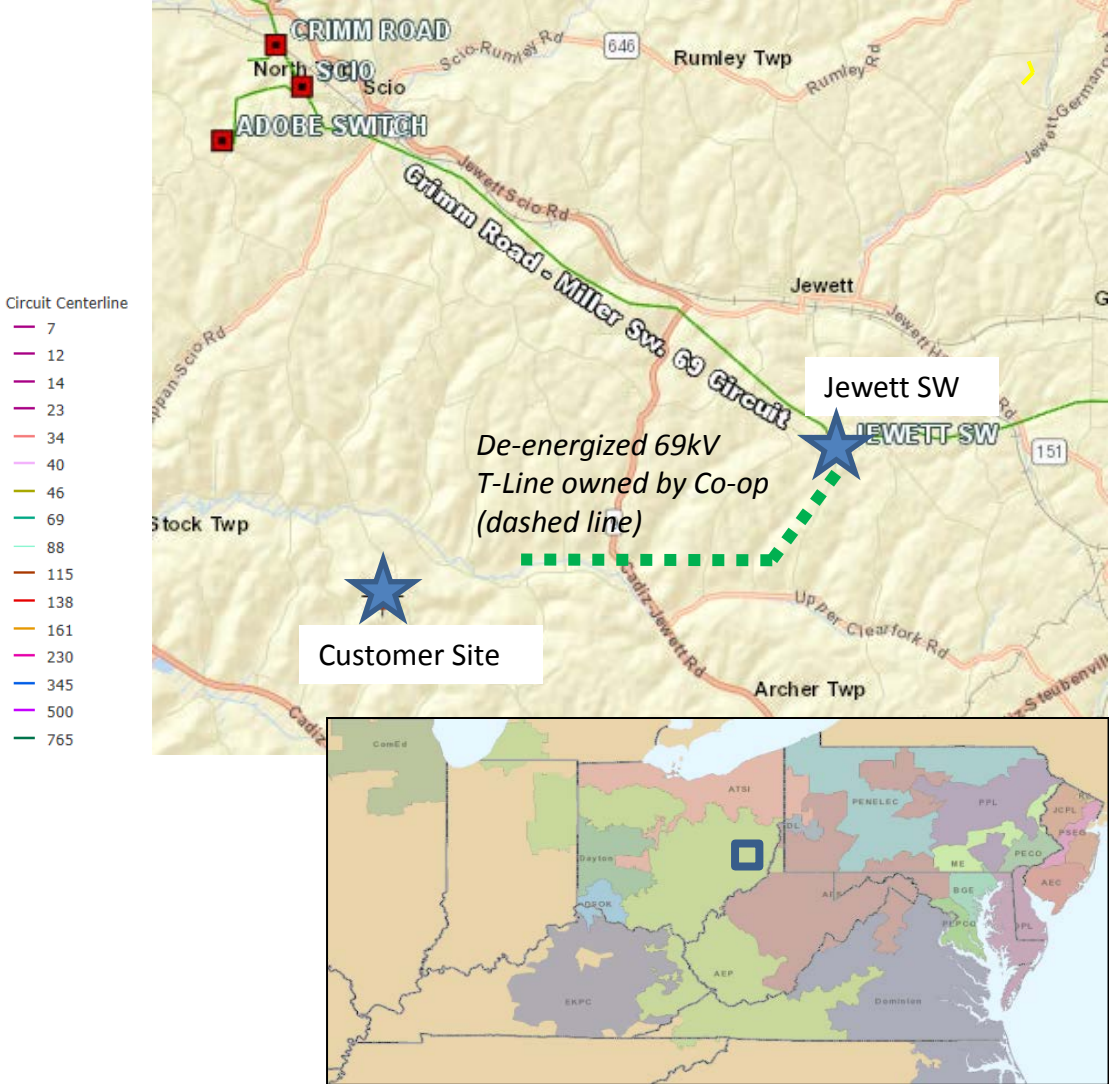 CRIMM ROAD
Scio-Rumley Rd
646
Rumley Twp
Rumley Rd
SCIO
Scio
ADOBE SWITCH
Jewett Scio Rd
Crimm Road - Miller Sw. 69 Circuit
Jewett
G
Circuit Centerline
7
12
14
23
34
40
46
69
88
115
138
161
230
345
500
765
Jewett SW
JEWETT SW
151
De-energized 69kV
T-Line owned by Co-op
(dashed line)
Stock Twp
Customer Site
Cadiz-Jewett Rd
Upper Clearfork Rd
Archer Twp
ComEd
ATSI
PENELEC
PPL
JCPL
PSEG
DL
Dayton
ME
PECO
AEC
BGE
PEPCO
DPL
AEP
EKPC
Dominion